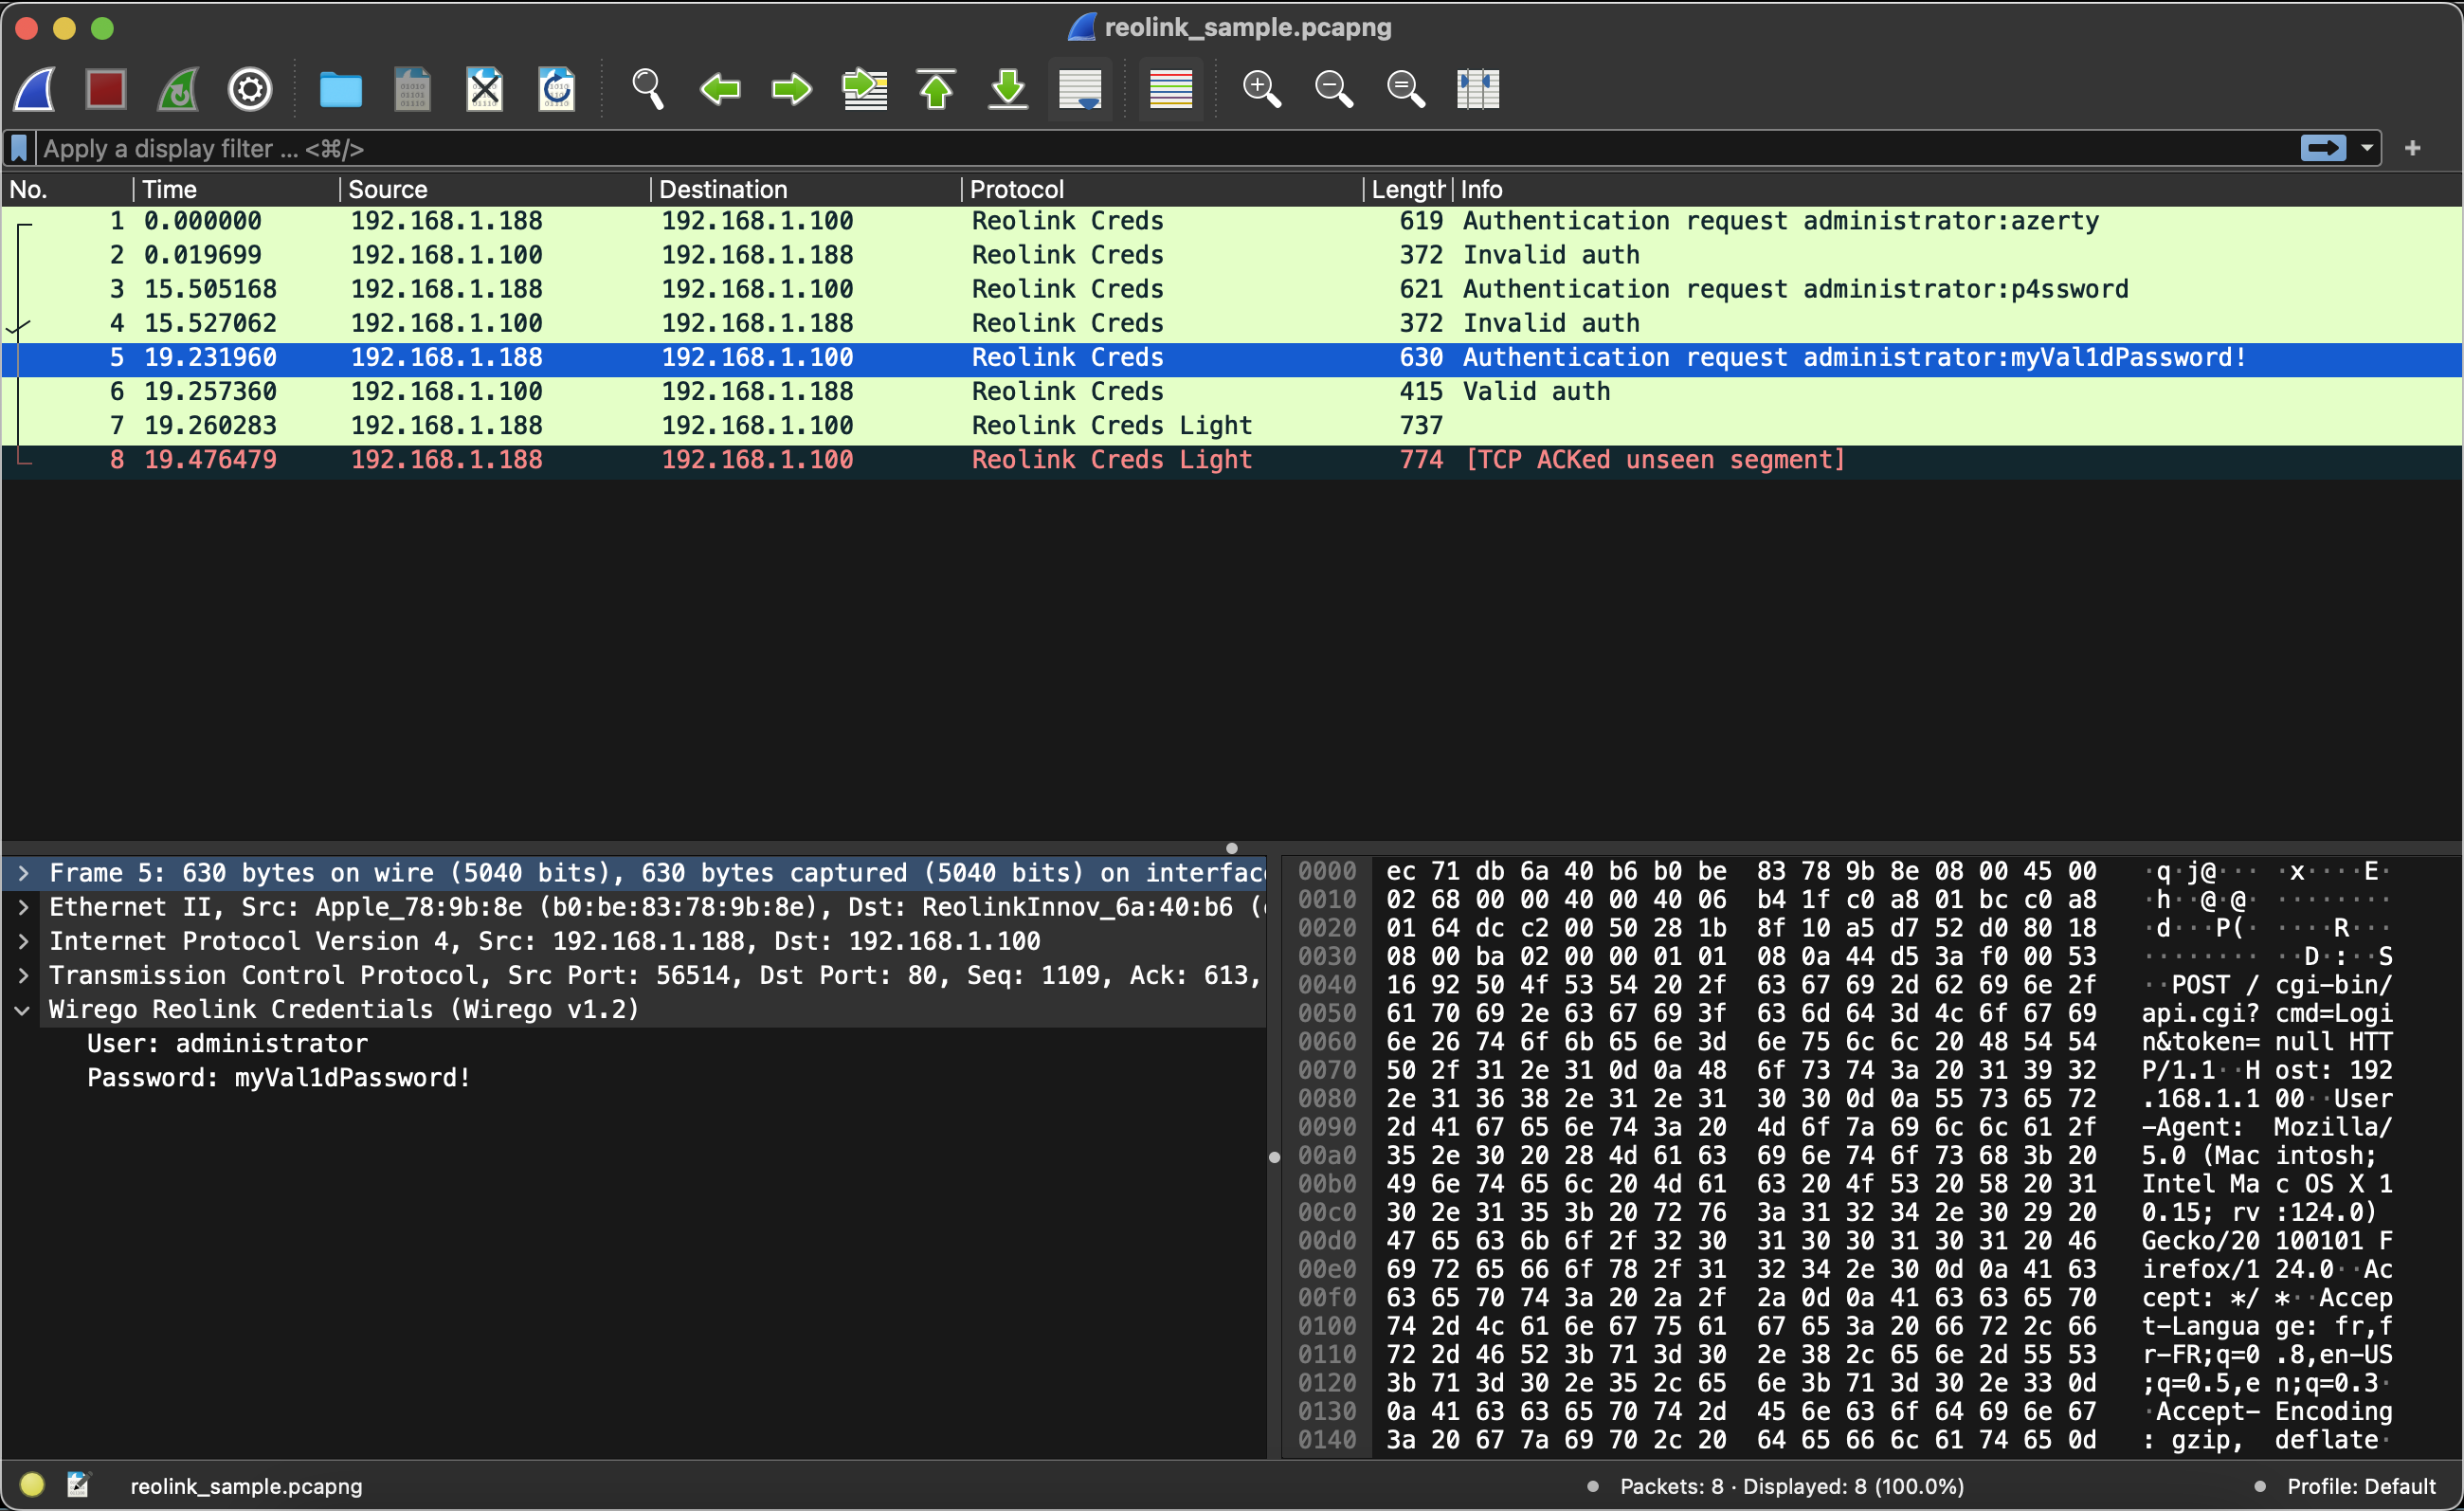 reolink_sample.pcapng
Apply a display filter ... <⌘/>
No. Time Source Destination Protocol Length Info
1 0.000000 192.168.1.188 192.168.1.100 Reolink Creds 619 Authentication request administrator:azerty
2 0.019699 192.168.1.100 192.168.1.188 Reolink Creds 372 Invalid auth
3 15.505168 192.168.1.188 192.168.1.100 Reolink Creds 621 Authentication request administrator:p4ssword
4 15.527062 192.168.1.100 192.168.1.188 Reolink Creds 372 Invalid auth
5 19.231960 192.168.1.188 192.168.1.100 Reolink Creds 630 Authentication request administrator:myVal1dPassword!
6 19.257360 192.168.1.100 192.168.1.188 Reolink Creds 415 Valid auth
7 19.260283 192.168.1.188 192.168.1.100 Reolink Creds Light 737
8 19.476479 192.168.1.188 192.168.1.100 Reolink Creds Light 774 [TCP ACKed unseen segment]
Frame 5: 630 bytes on wire (5040 bits), 630 bytes captured (5040 bits) on interfac
Ethernet II, Src: Apple_78:9b:8e (b0:be:83:78:9b:8e), Dst: ReolinkInnov_6a:40:b6 (
Internet Protocol Version 4, Src: 192.168.1.188, Dst: 192.168.1.100
Transmission Control Protocol, Src Port: 56514, Dst Port: 80, Seq: 1109, Ack: 613,
Wirego Reolink Credentials (Wirego v1.2)
User: administrator
Password: myVal1dPassword!
0000 ec 71 db 6a 40 b6 b0 be 83 78 9b 8e 08 00 45 00 ·q·j@··· ·x····E·
0010 02 68 00 00 40 00 40 06 b4 1f c0 a8 01 bc c0 a8 ·h··@·@· ········
0020 01 64 dc c2 00 50 28 1b 8f 10 a5 d7 52 d0 80 18 ·d···P(· ····R···
0030 08 00 ba 02 00 00 01 01 08 0a 44 d5 3a f0 00 53 ········ ··D·:··S
0040 16 92 50 4f 53 54 20 2f 63 67 69 2d 62 69 6e 2f ··POST / cgi-bin/
0050 61 70 69 2e 63 67 69 3f 63 6d 64 3d 4c 6f 67 69 api.cgi? cmd=Logi
0060 6e 26 74 6f 6b 65 6e 3d 6e 75 6c 6c 20 48 54 54 n&token= null HTT
0070 50 2f 31 2e 31 0d 0a 48 6f 73 74 3a 20 31 39 32 P/1.1··H ost: 192
0080 2e 31 36 38 2e 31 2e 31 30 30 0d 0a 55 73 65 72 .168.1.1 00··User
0090 2d 41 67 65 6e 74 3a 20 4d 6f 7a 69 6c 6c 61 2f -Agent: Mozilla/
00a0 35 2e 30 20 28 4d 61 63 69 6e 74 6f 73 68 3b 20 5.0 (Mac intosh;
00b0 49 6e 74 65 6c 20 4d 61 63 20 4f 53 20 58 20 31 Intel Ma c OS X 1
00c0 30 2e 31 35 3b 20 72 76 3a 31 32 34 2e 30 29 20 0.15; rv :124.0)
00d0 47 65 63 6b 6f 2f 32 30 31 30 30 31 30 31 20 46 Gecko/20 100101 F
00e0 69 72 65 66 6f 78 2f 31 32 34 2e 30 0d 0a 41 63 irefox/1 24.0··Ac
00f0 63 65 70 74 3a 20 2a 2f 2a 0d 0a 41 63 63 65 70 cept: */ *··Accep
0100 74 2d 4c 61 6e 67 75 61 67 65 3a 20 66 72 2c 66 t-Langua ge: fr,f
0110 72 2d 46 52 3b 71 3d 30 2e 38 2c 65 6e 2d 55 53 r-FR;q=0 .8,en-US
0120 3b 71 3d 30 2e 35 2c 65 6e 3b 71 3d 30 2e 33 0d ;q=0.5,e n;q=0.3·
0130 0a 41 63 63 65 70 74 2d 45 6e 63 6f 64 69 6e 67 ·Accept- Encoding
0140 3a 20 67 7a 69 70 2c 20 64 65 66 6c 61 74 65 0d : gzip, deflate·
reolink_sample.pcapng Packets: 8 · Displayed: 8 (100.0%) Profile: Default